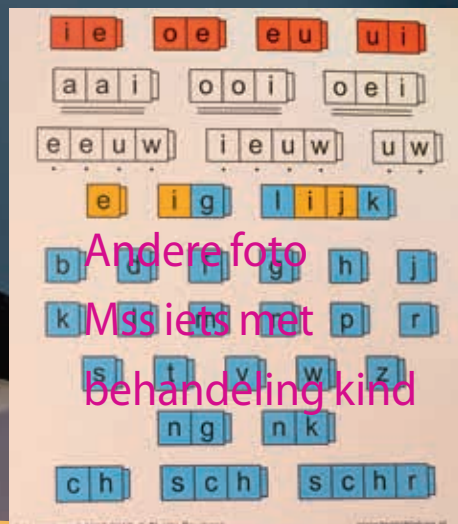 ie oe eu ui
aai ooi oei
eeuw ieuw uw
e ig lijk
b d f g h j
k l m n p r
s t v w z
ng nk
ch sch schr
Andere foto
Mss iets met
behandeling kind